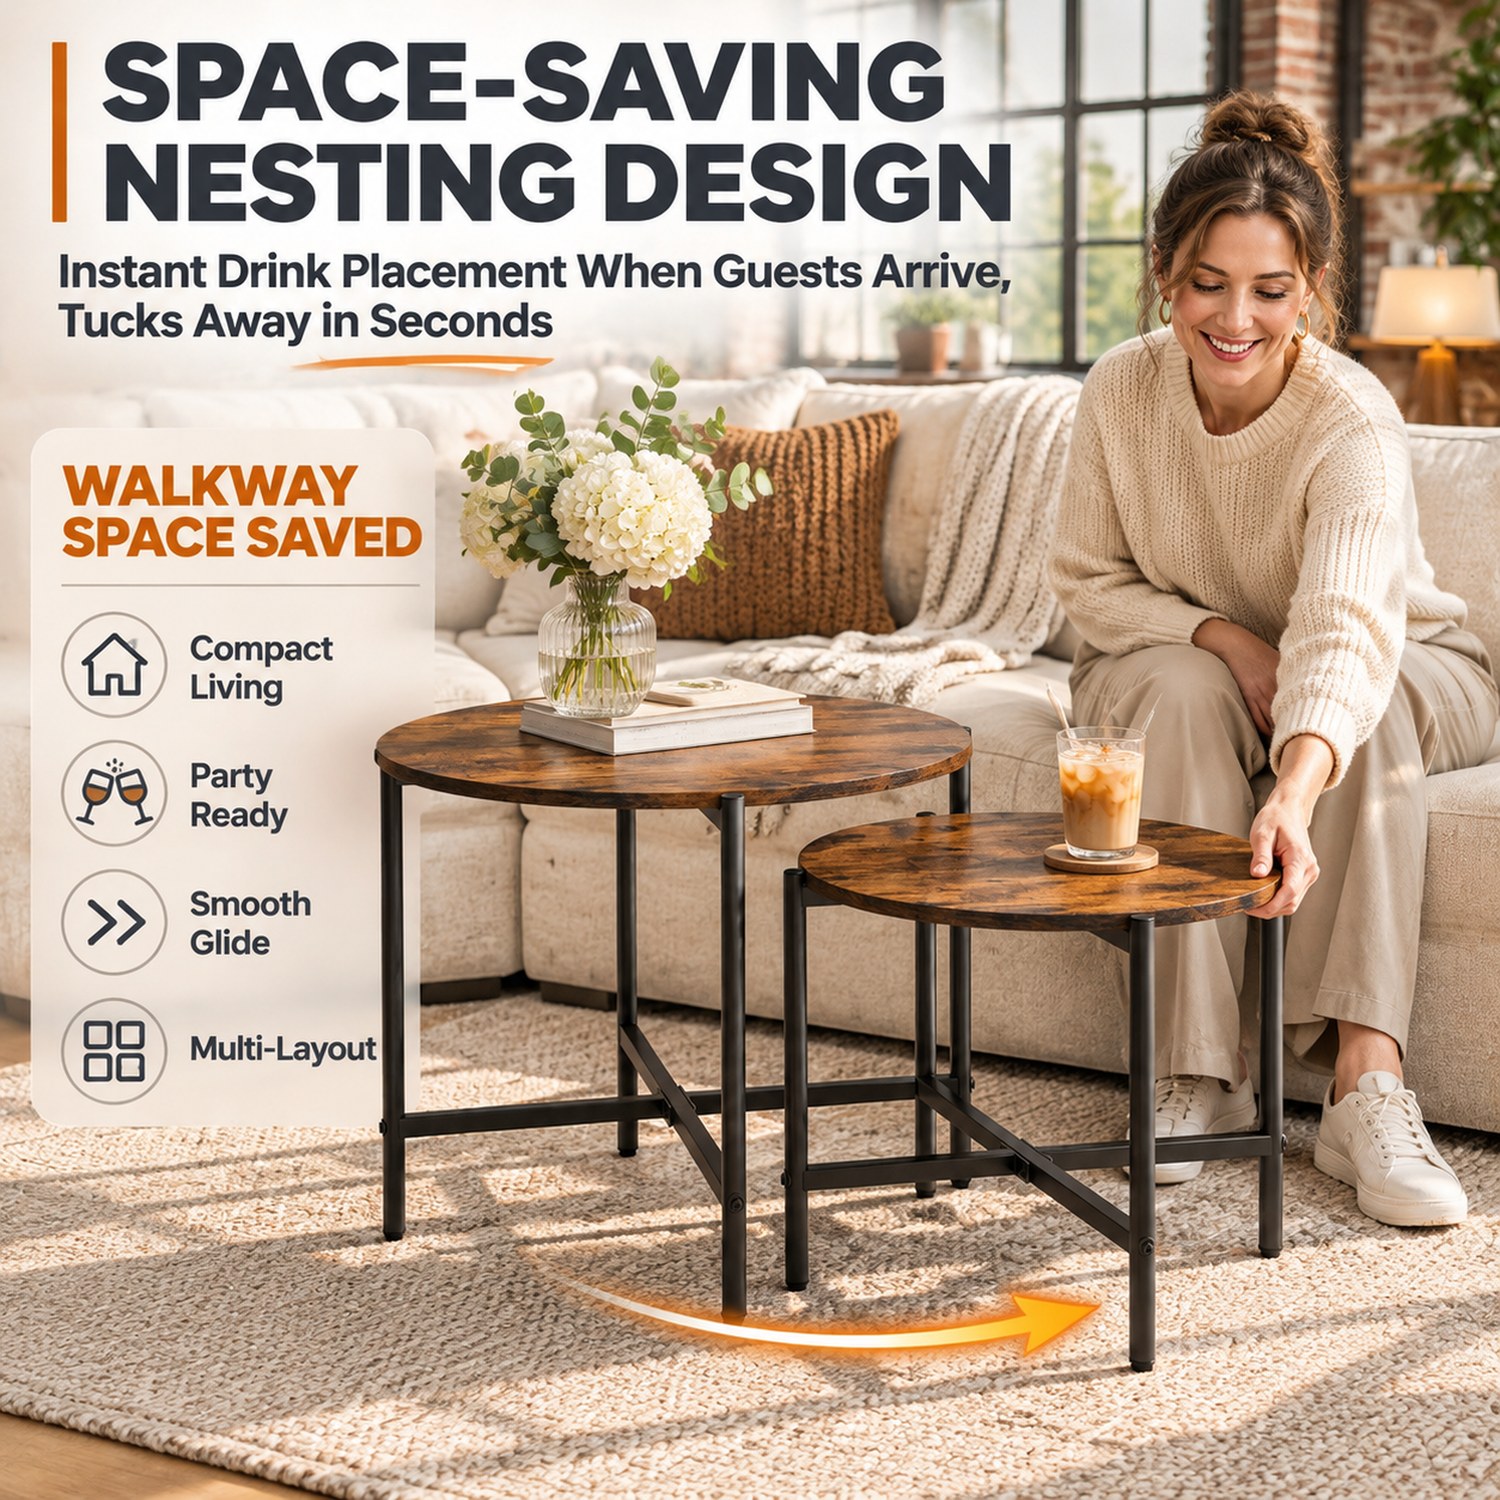 SPACE-SAVING
NESTING DESIGN
Instant Drink Placement When Guests Arrive,
Tucks Away in Seconds
WALKWAY
SPACE SAVED
Compact
Living
Party
Ready
Smooth
Glide
Multi-Layout